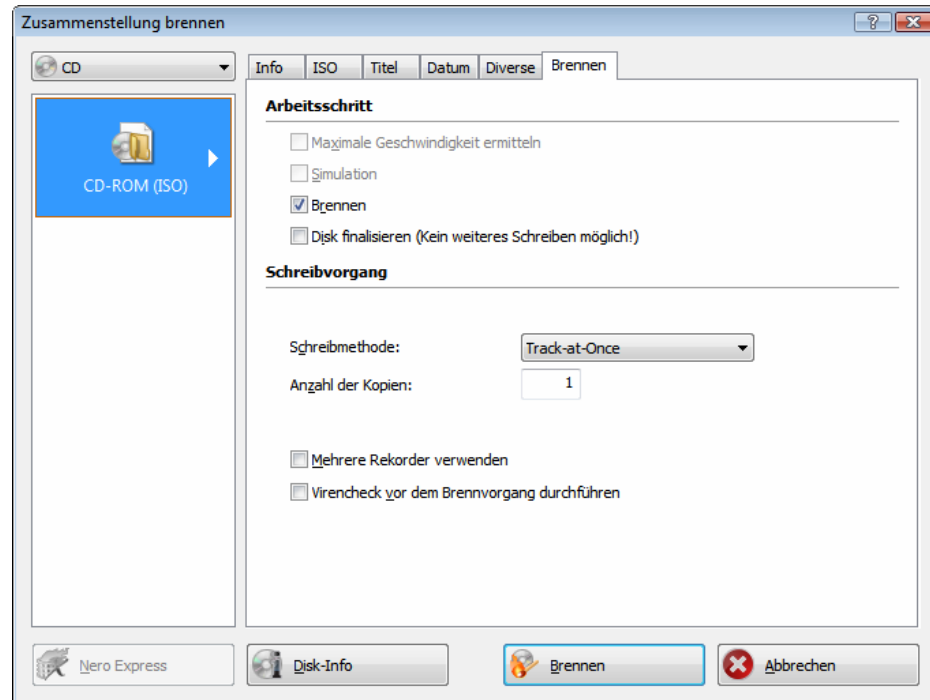 Zusammenstellung brennen
CD
CD-ROM (ISO)
Info ISO Titel Datum Diverse Brennen
Arbeitsschritt
Maximale Geschwindigkeit ermitteln
Simulation
Brennen
Disk finalisieren (Kein weiteres Schreiben möglich!)
Schreibvorgang
Schreibmethode: Track-at-Once
Anzahl der Kopien: 1
Mehrere Rekorder verwenden
Virencheck vor dem Brennvorgang durchführen
Nero Express Disk-Info Brennen Abbrechen